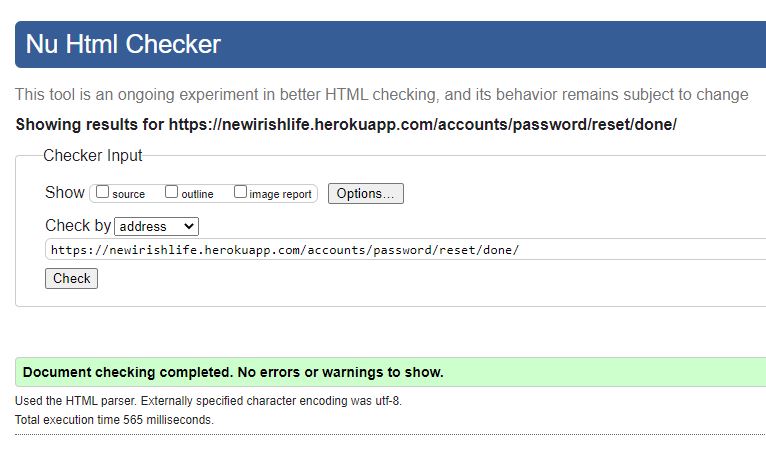 Nu Html Checker
This tool is an ongoing experiment in better HTML checking, and its behavior remains subject to change
Showing results for https://newirishlife.herokuapp.com/accounts/password/reset/done/
Checker Input
Show source outline image report Options...
Check by address
https://newirishlife.herokuapp.com/accounts/password/reset/done/
Check
Document checking completed. No errors or warnings to show.
Used the HTML parser. Externally specified character encoding was utf-8.
Total execution time 565 milliseconds.